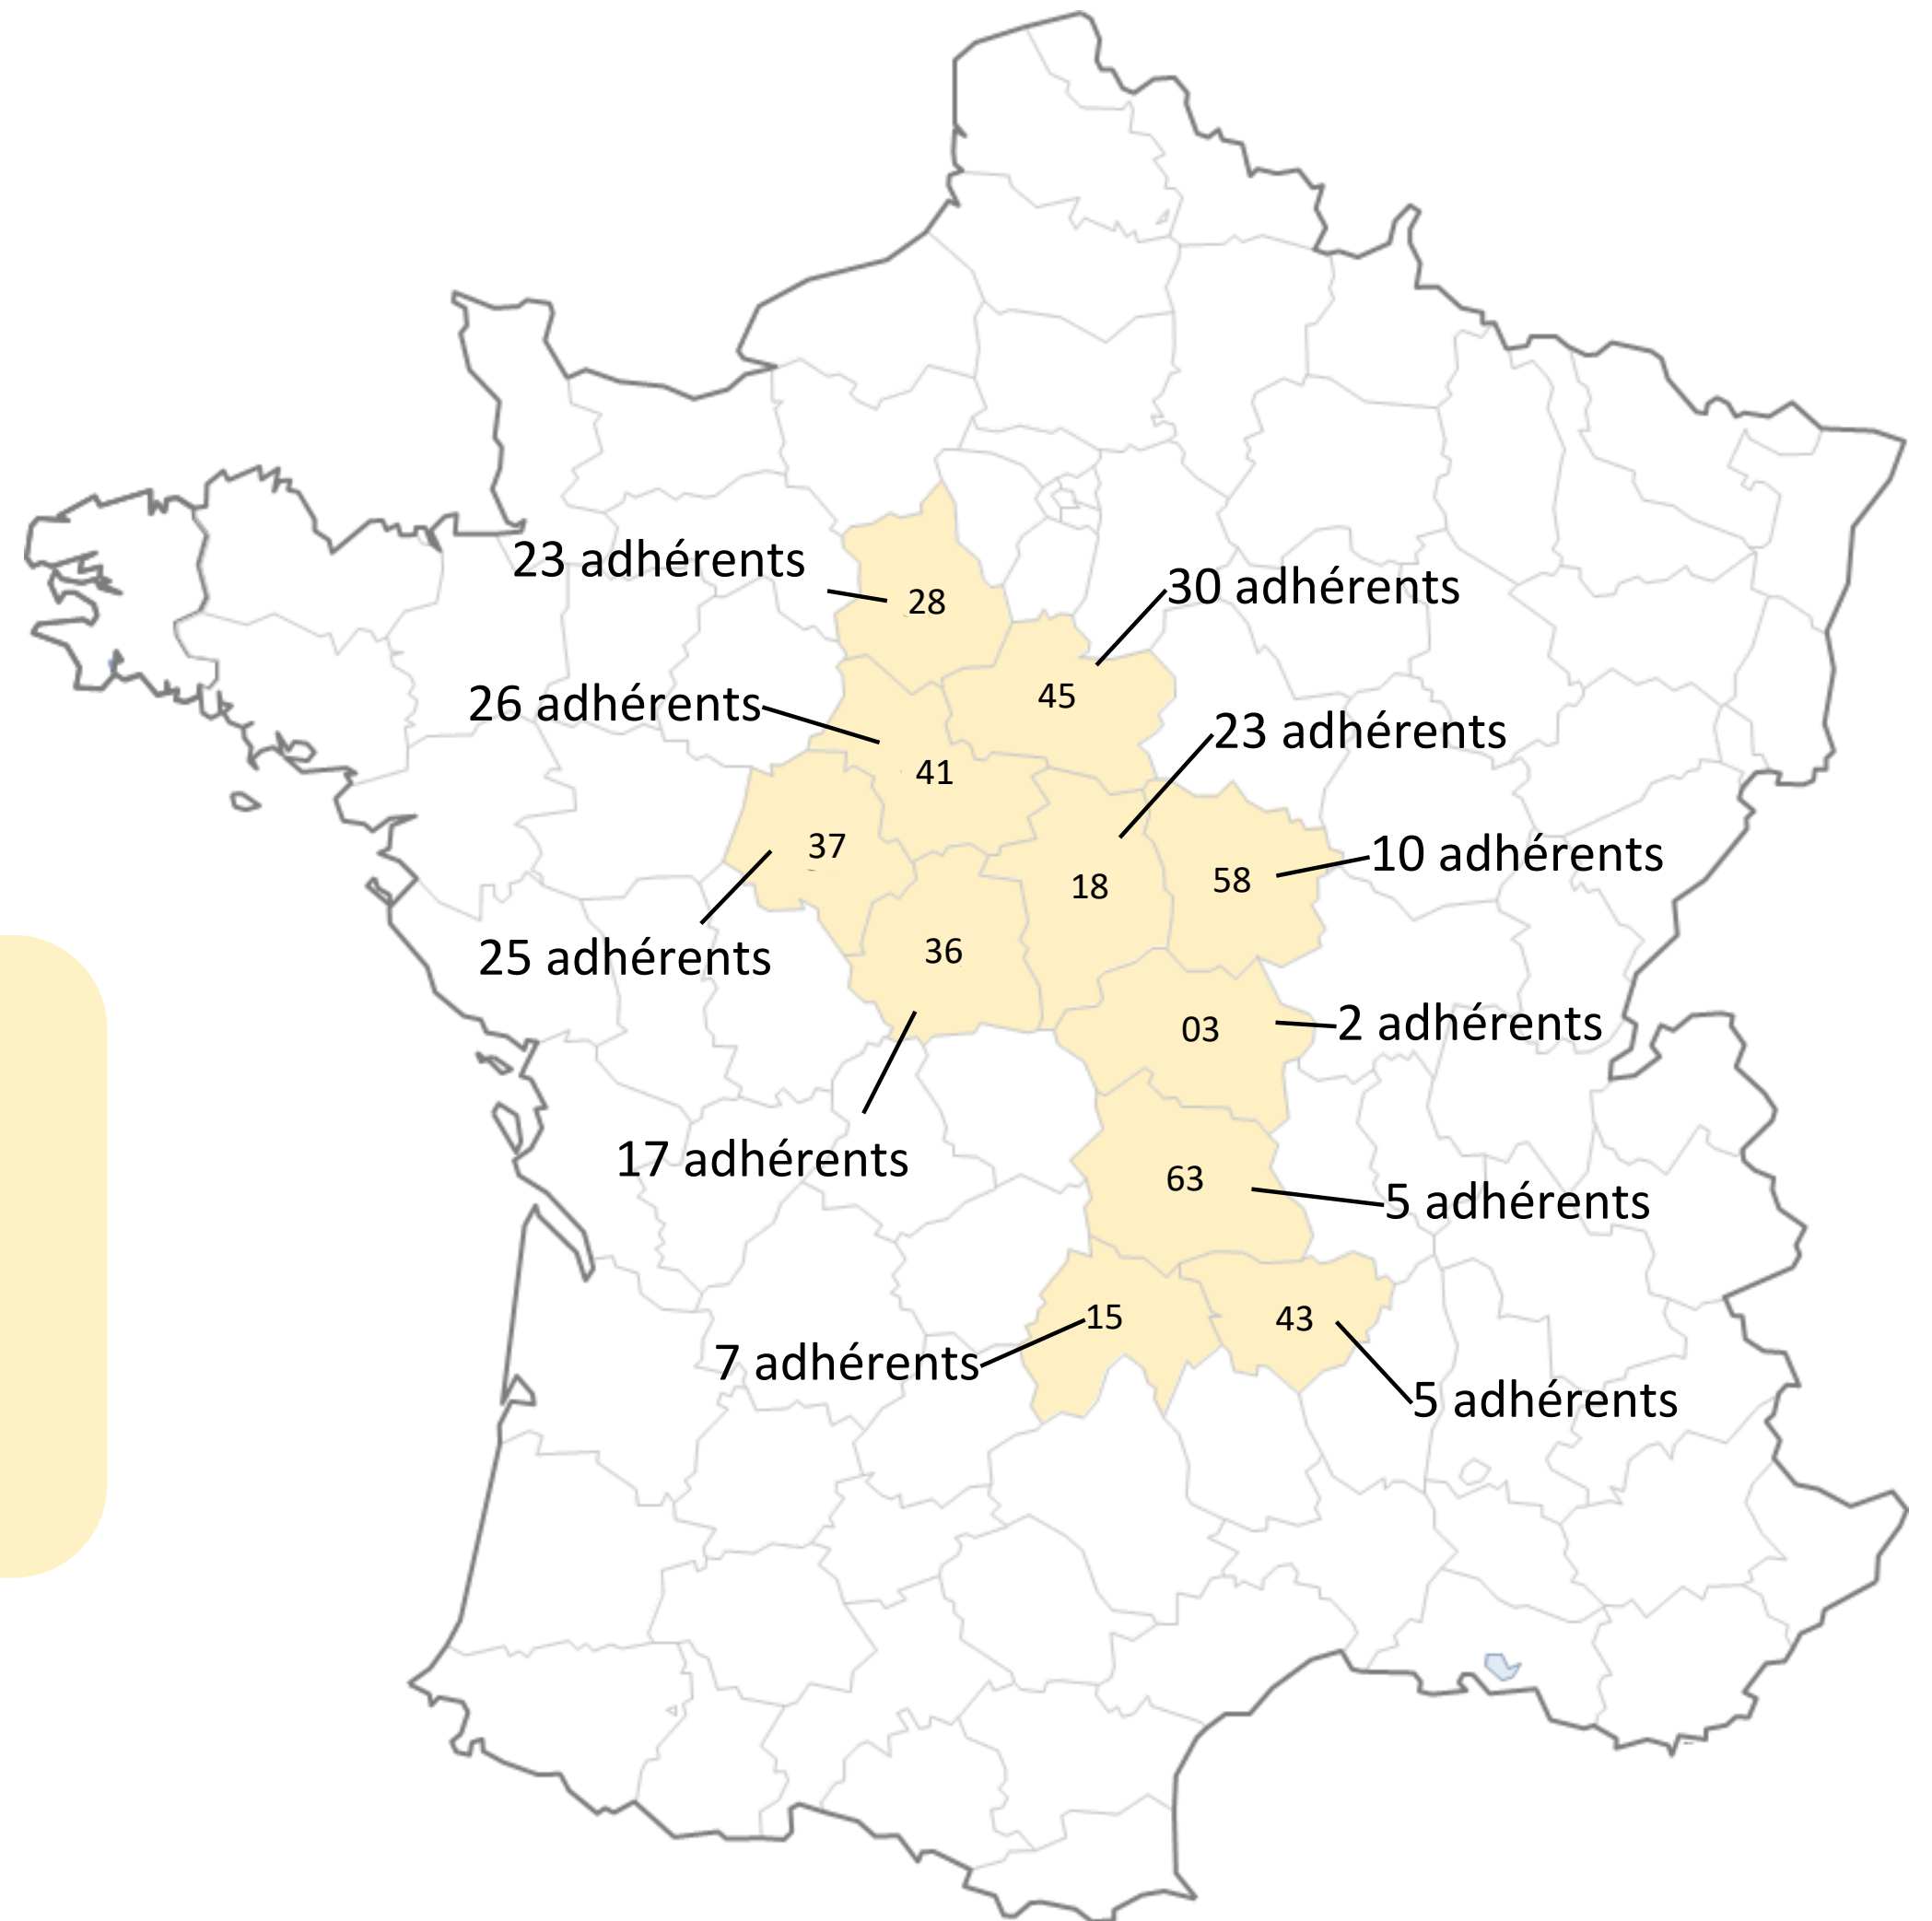 23 adhérents
30 adhérents
28
26 adhérents
45
23 adhérents
41
37
10 adhérents
18
58
25 adhérents
36
03
2 adhérents
17 adhérents
63
5 adhérents
15
43
7 adhérents
5 adhérents